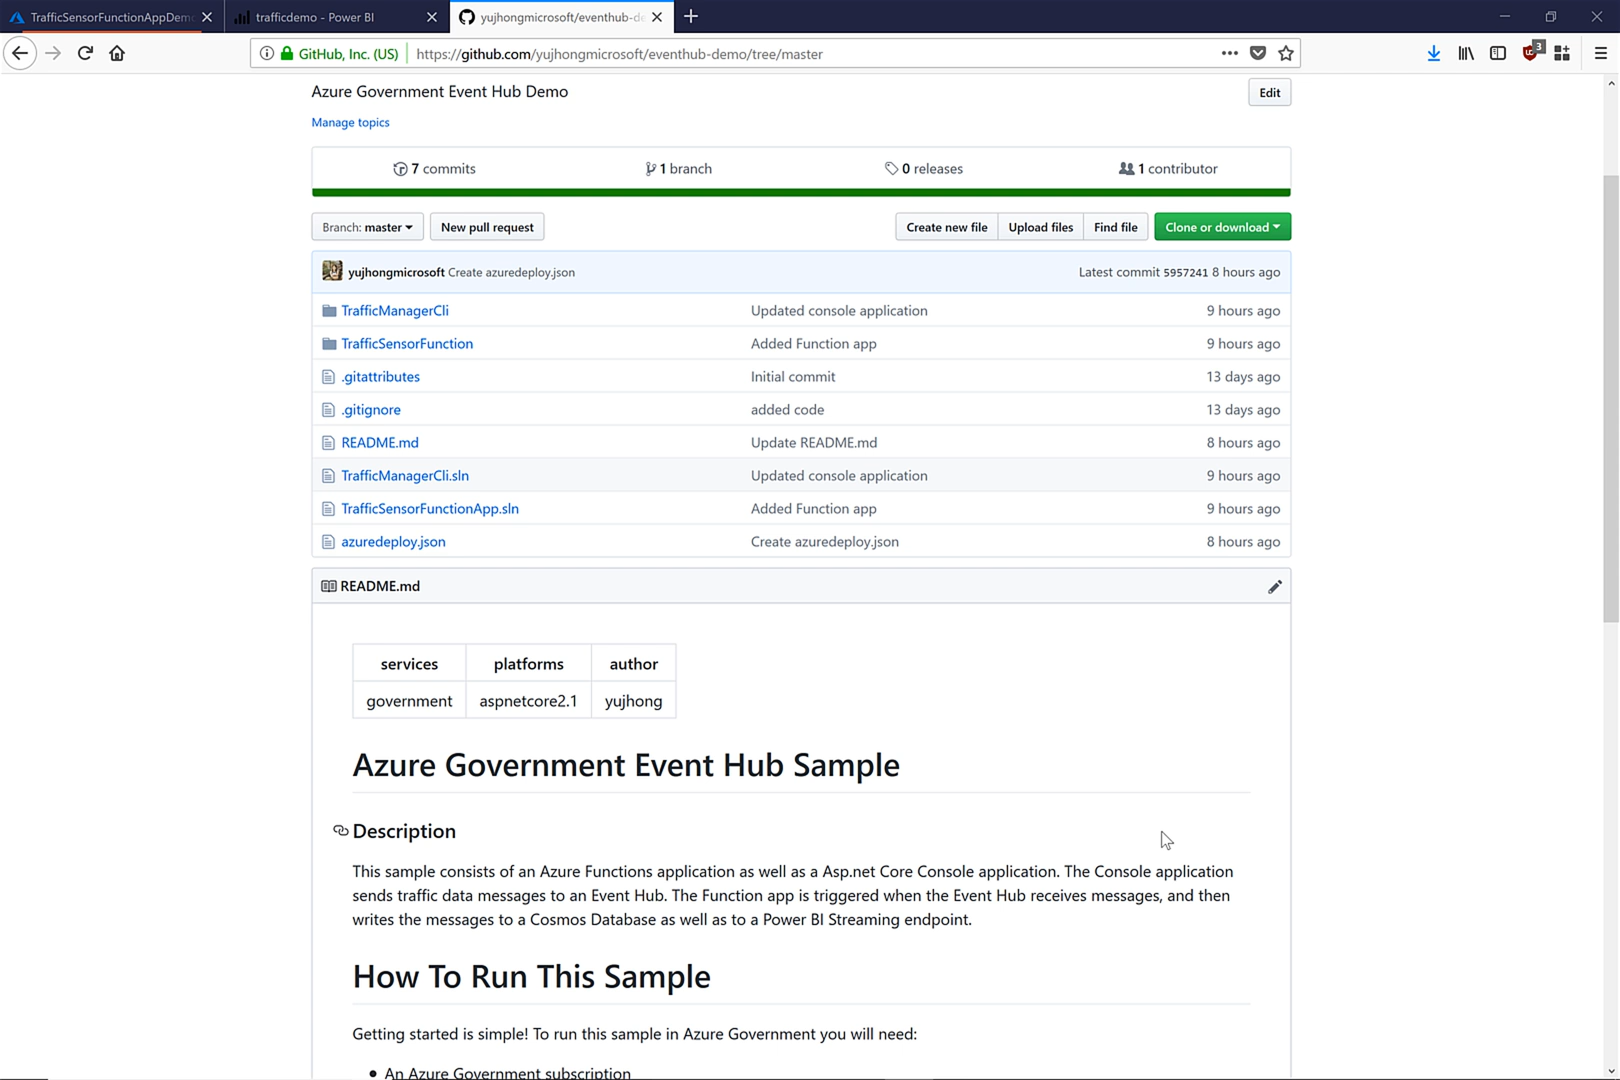 TrafficSensorFunctionAppDemo
trafficdemo - Power BI
yujhongmicrosoft/eventhub-de
GitHub, Inc. (US)
https://github.com/yujhongmicrosoft/eventhub-demo/tree/master
3
Azure Government Event Hub Demo
Edit
Manage topics
7 commits
1 branch
0 releases
1 contributor
Branch: master
New pull request
Create new file
Upload files
Find file
Clone or download
yujhongmicrosoft Create azuredeploy.json
Latest commit 5957241 8 hours ago
TrafficManagerCli Updated console application 9 hours ago
TrafficSensorFunction Added Function app 9 hours ago
.gitattributes Initial commit 13 days ago
.gitignore added code 13 days ago
README.md Update README.md 8 hours ago
TrafficManagerCli.sln Updated console application 9 hours ago
TrafficSensorFunctionApp.sln Added Function app 9 hours ago
azuredeploy.json Create azuredeploy.json 8 hours ago
README.md
services platforms author
government aspnetcore2.1 yujhong
Azure Government Event Hub Sample
Description
This sample consists of an Azure Functions application as well as a Asp.net Core Console application. The Console application
sends traffic data messages to an Event Hub. The Function app is triggered when the Event Hub receives messages, and then
writes the messages to a Cosmos Database as well as to a Power BI Streaming endpoint.
How To Run This Sample
Getting started is simple! To run this sample in Azure Government you will need:
• An Azure Government subscription